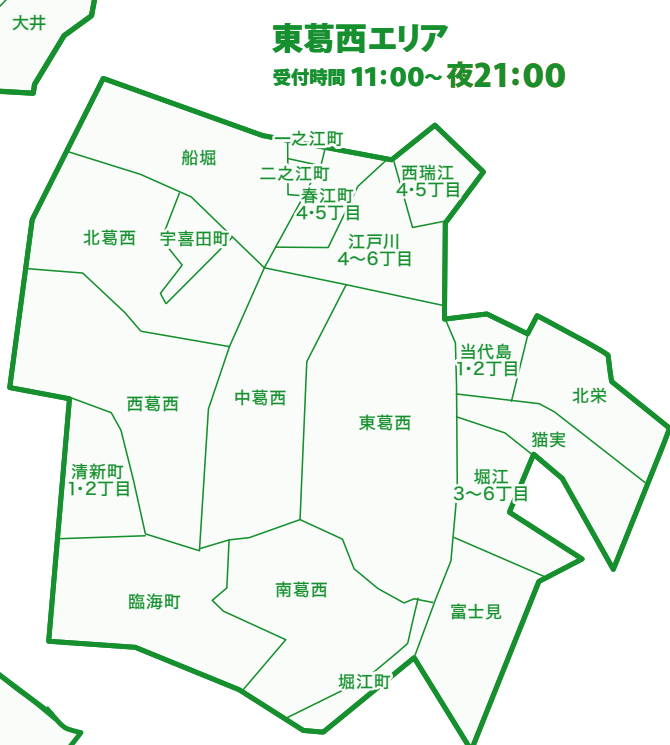 大井
東葛西エリア
受付時間 11:00～夜21:00
一之江町
船堀
二之江町
西瑞江
4・5丁目
春江町
4・5丁目
北葛西
宇喜田町
江戸川
4～6丁目
当代島
1・2丁目
北栄
西葛西
中葛西
東葛西
猫実
清新町
1・2丁目
堀江
3～6丁目
臨海町
南葛西
富士見
堀江町